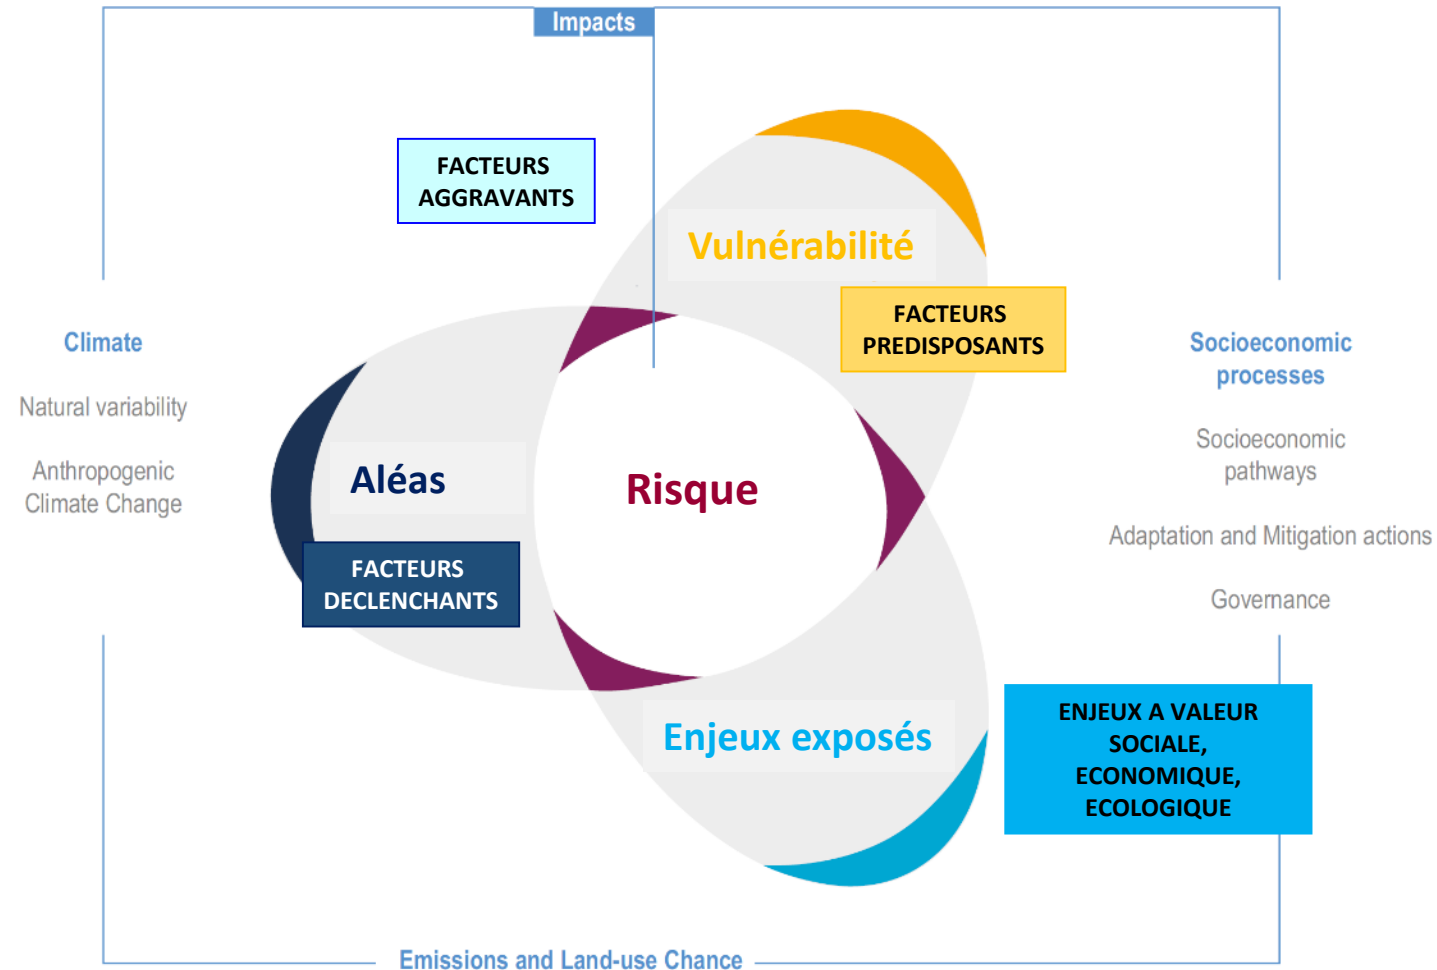 Impacts
FACTEURS
AGGRAVANTS
Vulnérabilité
FACTEURS
PREDISPOSANTS
Climate
Natural variability
Anthropogenic
Climate Change
Aléas
FACTEURS
DECLENCHANTS
Risque
Socioeconomic
processes
Socioeconomic
pathways
Adaptation and Mitigation actions
Governance
Enjeux exposés
ENJEUX A VALEUR
SOCIALE,
ECONOMIQUE,
ECOLOGIQUE
Emissions and Land-use Chance